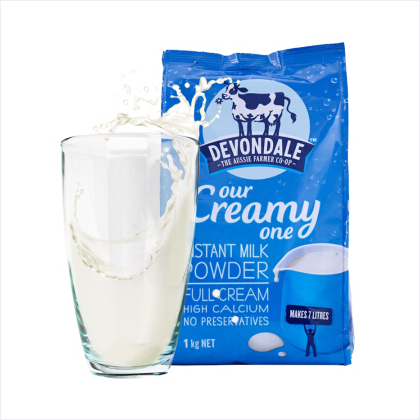 DEVONDALE™
- THE AUSSIE FARMER CO-OP -
our
Creamy
one
INSTANT MILK
POWDER
FULL CREAM
HIGH CALCIUM
NO PRESERVATIVES
MAKES 7 LITRES
1 kg NET